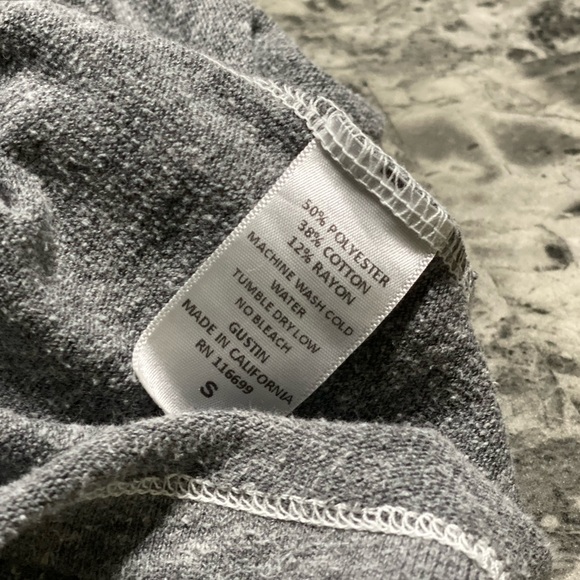 50% POLYESTER
38% COTTON
12% RAYON
MACHINE WASH COLD
WATER
TUMBLE DRY LOW
NO BLEACH
GUSTIN
MADE IN CALIFORNIA
RN 116699
S